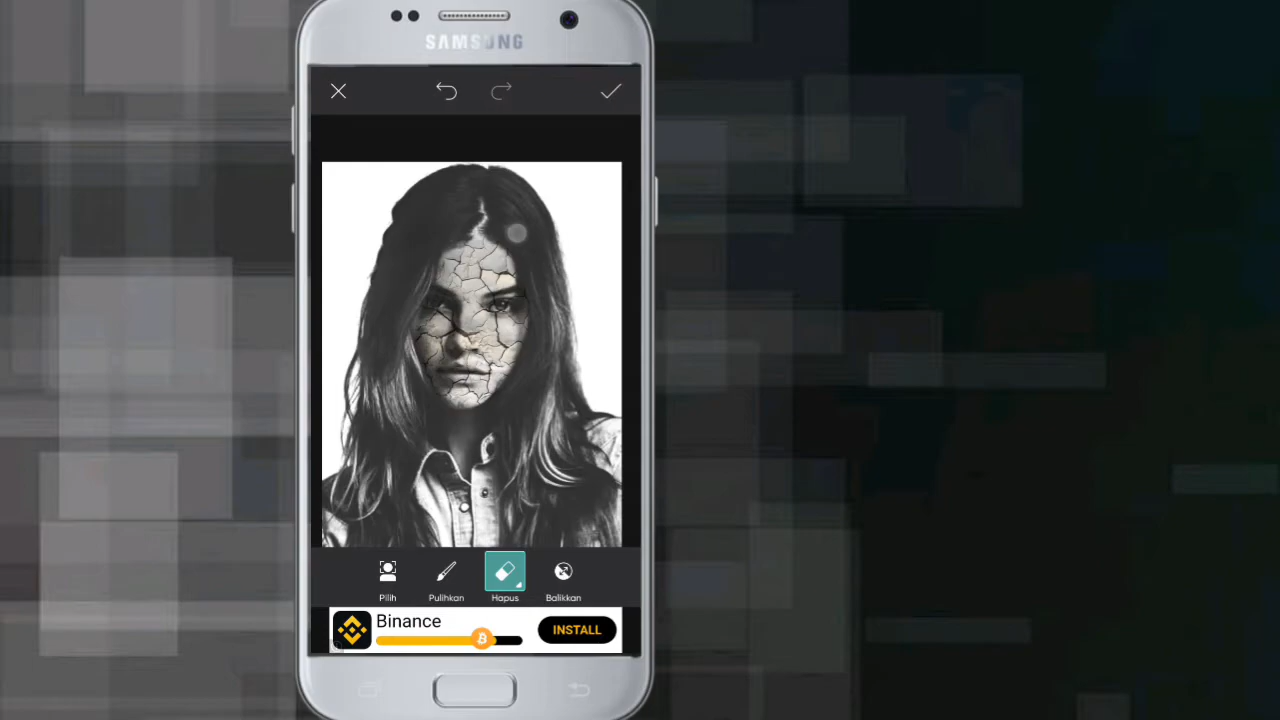 SAMSUNG
Pilih
Pulihkan
Hapus
Balikkan
Binance
INSTALL